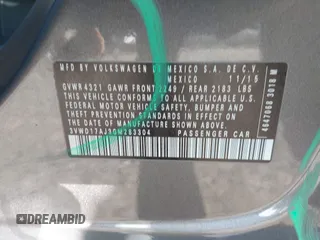 MFD. BY VOLKSWAGEN DE MEXICO S.A. DE C.V.
MEXICO 11/15
GVWR 4321 GAWR FRONT 2249 / REAR 2183 LBS
THIS VEHICLE CONFORMS TO ALL APPLICABLE
FEDERAL MOTOR VEHICLE SAFETY, BUMPER AND
THEFT PREVENTION STANDARDS IN EFFECT ON
THE DATE OF MANUFACTURE SHOWN ABOVE.
PASSENGER CAR
DREAMBID